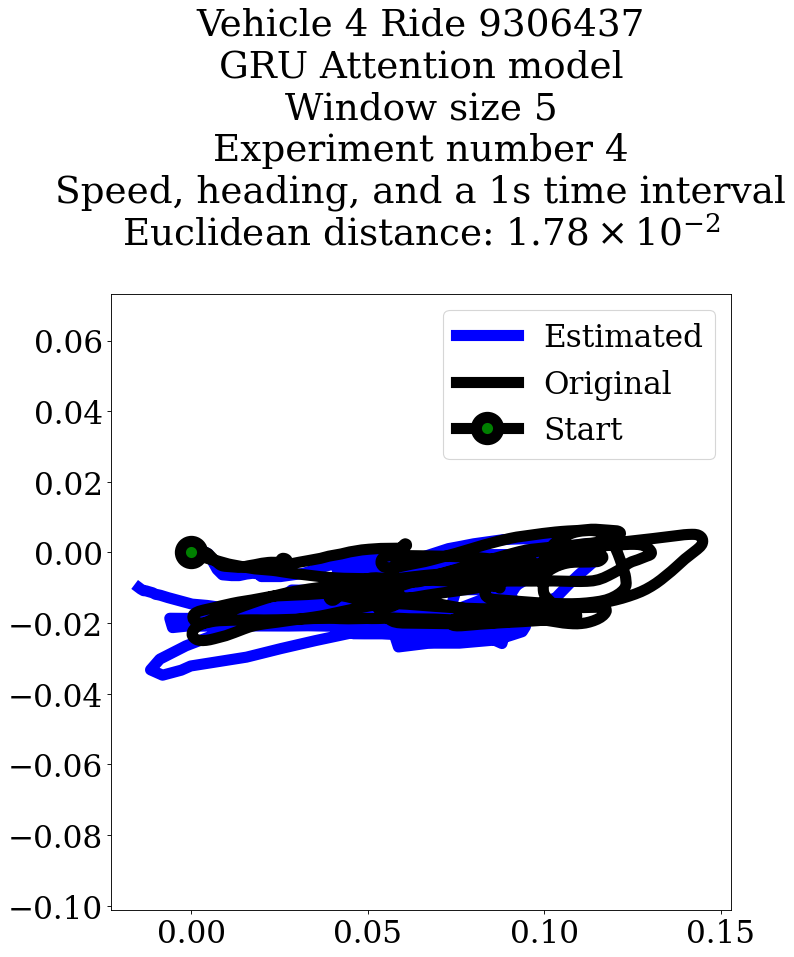 Vehicle 4 Ride 9306437
GRU Attention model
Window size 5
Experiment number 4
Speed, heading, and a 1s time interval
Euclidean distance: 1.78 × 10⁻²
Estimated
Original
Start
0.06
0.04
0.02
0.00
−0.02
−0.04
−0.06
−0.08
−0.10
0.00 0.05 0.10 0.15